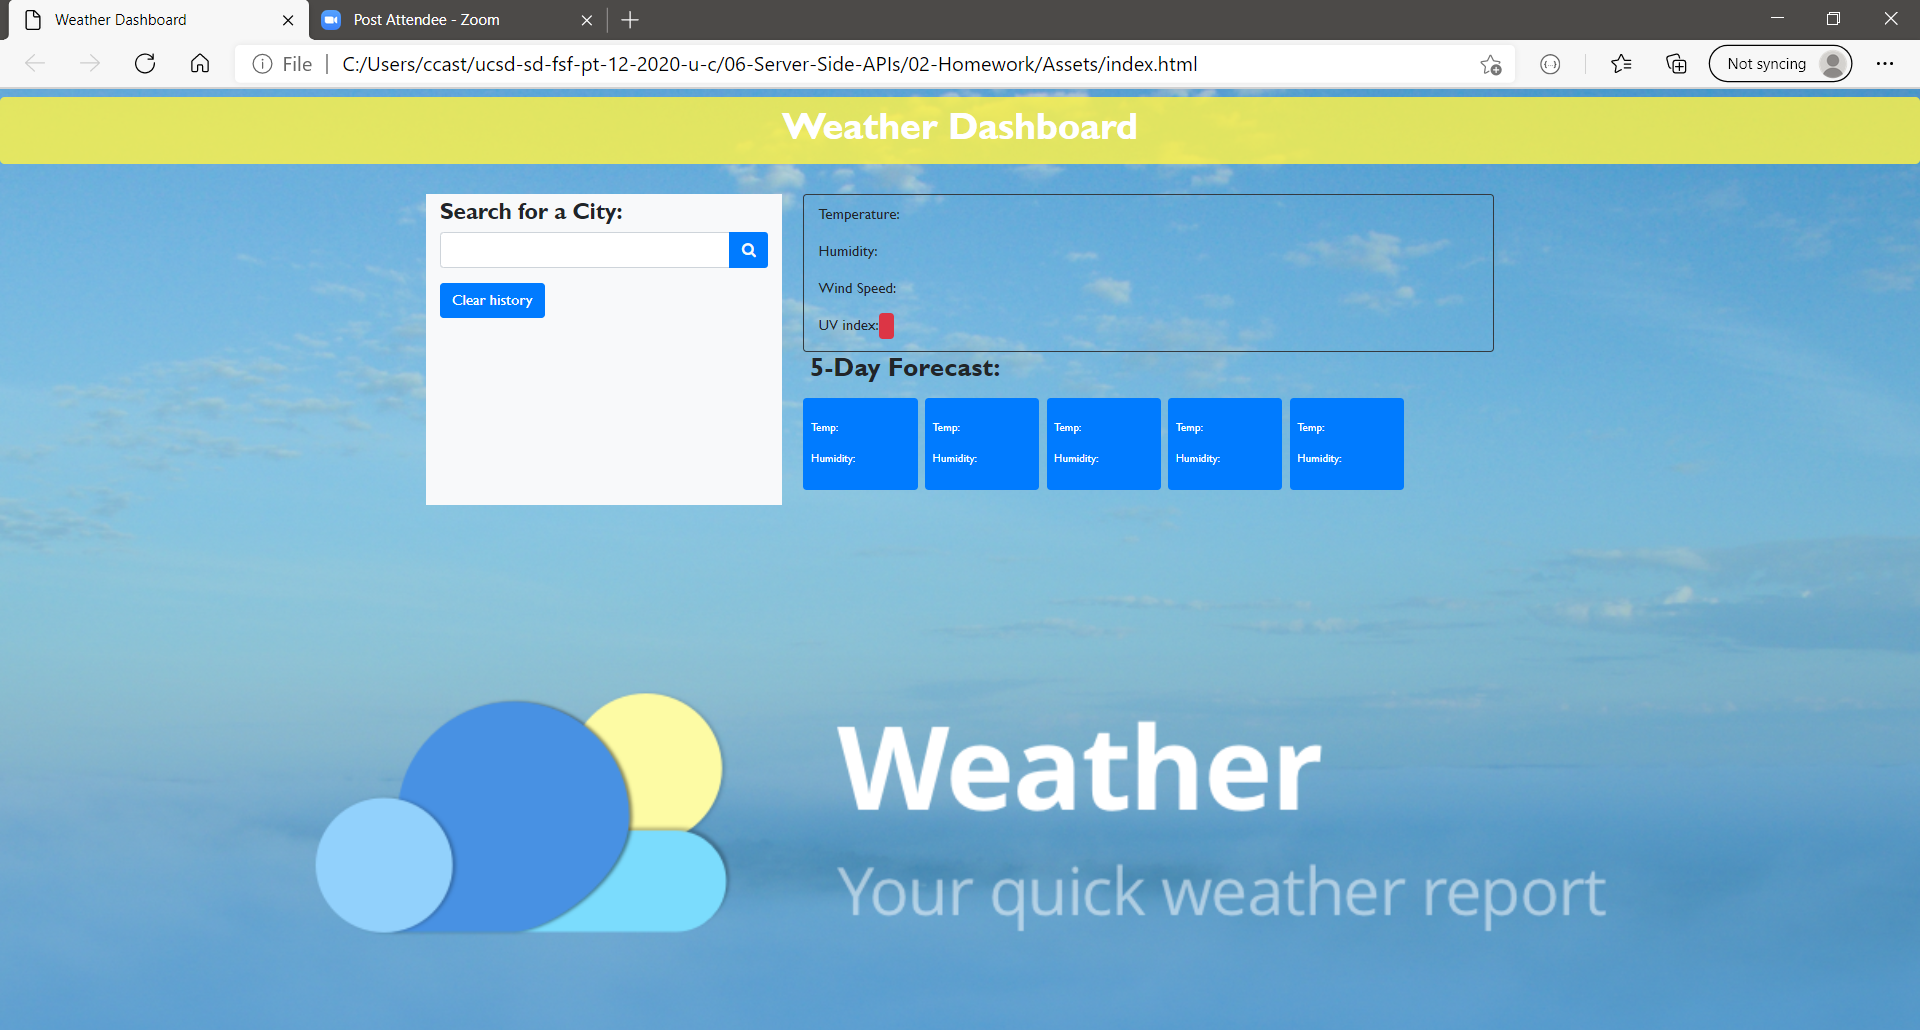 Weather Dashboard
Post Attendee - Zoom
File
C:/Users/ccast/ucsd-sd-fsf-pt-12-2020-u-c/06-Server-Side-APIs/02-Homework/Assets/index.html
Not syncing
Weather Dashboard
Search for a City:
Clear history
Temperature:
Humidity:
Wind Speed:
UV index:
5-Day Forecast:
Temp:
Humidity:
Temp:
Humidity:
Temp:
Humidity:
Temp:
Humidity:
Temp:
Humidity:
Weather
Your quick weather report